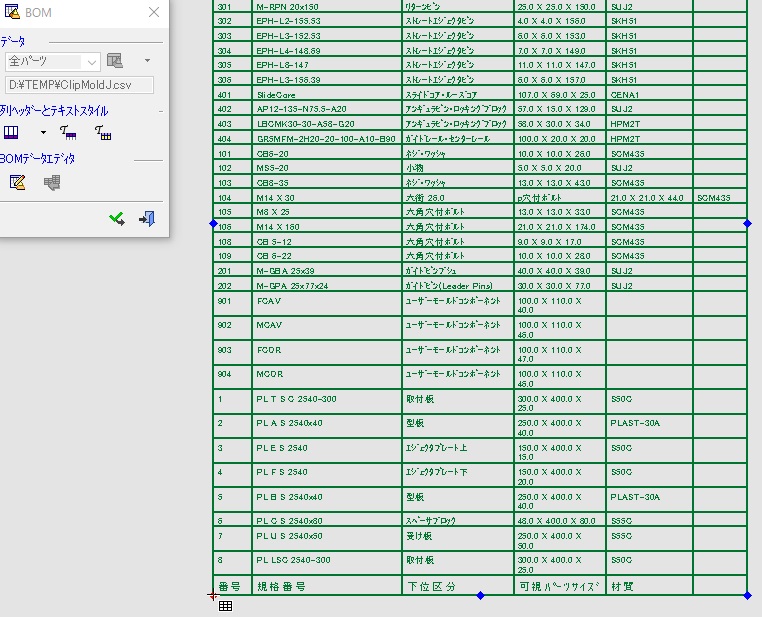 BOM
データ
全パーツ
D:¥TEMP¥ClipMoldJ.csv
列ヘッダーとテキストスタイル
BOMデータエディタ
301 M-RPN 20x150 リターンピン 25.0 X 25.0 X 150.0 SUJ2
302 EPH-L2-155.53 ストレートエジェクタピン 4.0 X 4.0 X 156.0 SKH51
303 EPH-L3-152.53 ストレートエジェクタピン 6.0 X 6.0 X 153.0 SKH51
304 EPH-L4-148.69 ストレートエジェクタピン 7.0 X 7.0 X 149.0 SKH51
305 EPH-L8-147 ストレートエジェクタピン 11.0 X 11.0 X 147.0 SKH51
306 EPH-L3-156.39 ストレートエジェクタピン 6.0 X 6.0 X 157.0 SKH51
401 SlideCore スライドコア・ルーズコア 107.0 X 69.0 X 25.0 CENA1
402 AP12-135-N75.5-A20 アンギュラピン・ロッキングブロック 57.0 X 15.0 X 129.0 SUJ2
403 LBCMK30-30-A58-G20 アンギュラピン・ロッキングブロック 58.0 X 30.0 X 34.0 HPM2T
404 GRSMFM-2H20-20-100-A10-B90 ガイドレール・センターレール 100.0 X 20.0 X 20.0 HPM2T
101 CB6-20 ネジ・ワッシャ 10.0 X 10.0 X 26.0 SCM435
102 MS5-20 小物 5.0 X 5.0 X 20.0 SUJ2
103 CB8-35 ネジ・ワッシャ 13.0 X 13.0 X 43.0 SCM435
104 M14 X 30 六街 26.0 p穴付ボルト 21.0 X 21.0 X 44.0 SCM435
105 M8 X 25 六角穴付ボルト 13.0 X 13.0 X 33.0 SCM435
106 M14 X 160 六角穴付ボルト 21.0 X 21.0 X 174.0 SCM435
108 CB 5-12 六角穴付ボルト 9.0 X 9.0 X 17.0 SCM435
109 CB 6-22 六角穴付ボルト 10.0 X 10.0 X 28.0 SCM435
201 M-GBA 25x39 ガイドピンブシュ 40.0 X 40.0 X 39.0 SUJ2
202 M-GPA 25x77x24 ガイドピン(Leader Pins) 30.0 X 30.0 X 77.0 SUJ2
901 FCAV ユーザーモールドコンポーネント 100.0 X 110.0 X
40.0
902 MCAV ユーザーモールドコンポーネント 100.0 X 110.0 X
46.0
903 FCOR ユーザーモールドコンポーネント 100.0 X 110.0 X
47.0
904 MCOR ユーザーモールドコンポーネント 100.0 X 110.0 X
46.0
1 PL T SC 2540-300 取付板 300.0 X 400.0 X S50C
25.0
2 PL A S 2540x40 型板 250.0 X 400.0 X PLAST-30A
40.0
3 PL E S 2540 エジェクタプレート上 150.0 X 400.0 X S50C
15.0
4 PL F S 2540 エジェクタプレート下 150.0 X 400.0 X S50C
20.0
5 PL B S 2540x40 型板 250.0 X 400.0 X PLAST-30A
40.0
6 PL C S 2540x80 スペーサブロック 48.0 X 400.0 X 80.0 S55C
7 PL U S 2540x50 受け板 250.0 X 400.0 X S55C
50.0
8 PL LSC 2540-300 取付板 300.0 X 400.0 X S50C
25.0
番号 規格番号 下位区分 可視パーツサイズ 材質